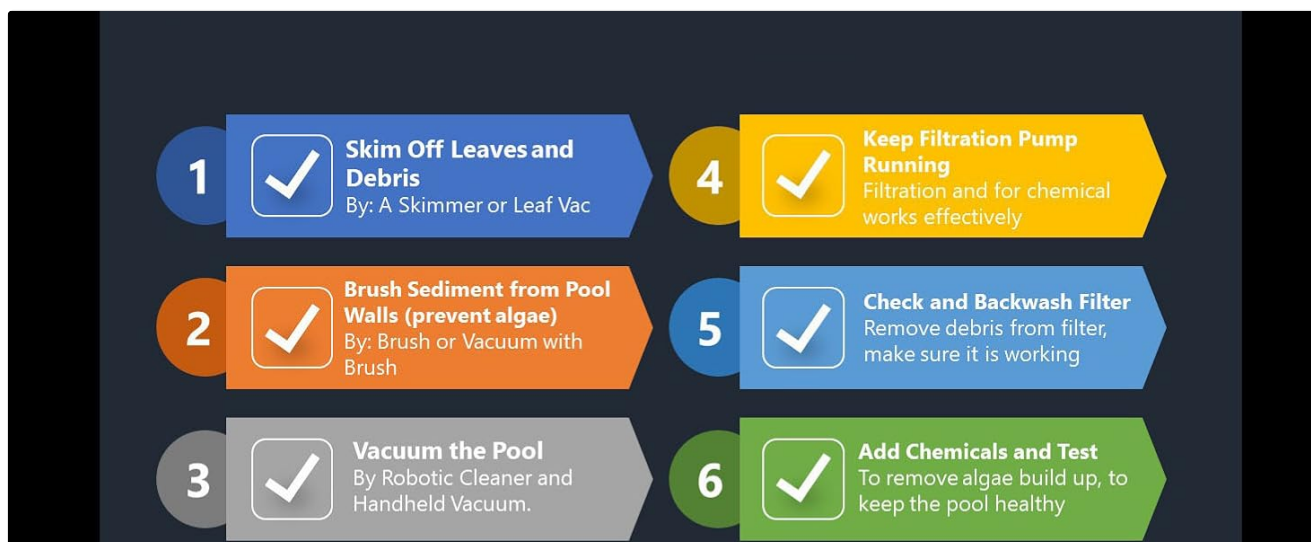 1
Skim Off Leaves and
Debris
By: A Skimmer or Leaf Vac
2
Brush Sediment from Pool
Walls (prevent algae)
By: Brush or Vacuum with
Brush
3
Vacuum the Pool
By Robotic Cleaner and
Handheld Vacuum.
4
Keep Filtration Pump
Running
Filtration and for chemical
works effectively
5
Check and Backwash Filter
Remove debris from filter,
make sure it is working
6
Add Chemicals and Test
To remove algae build up, to
keep the pool healthy